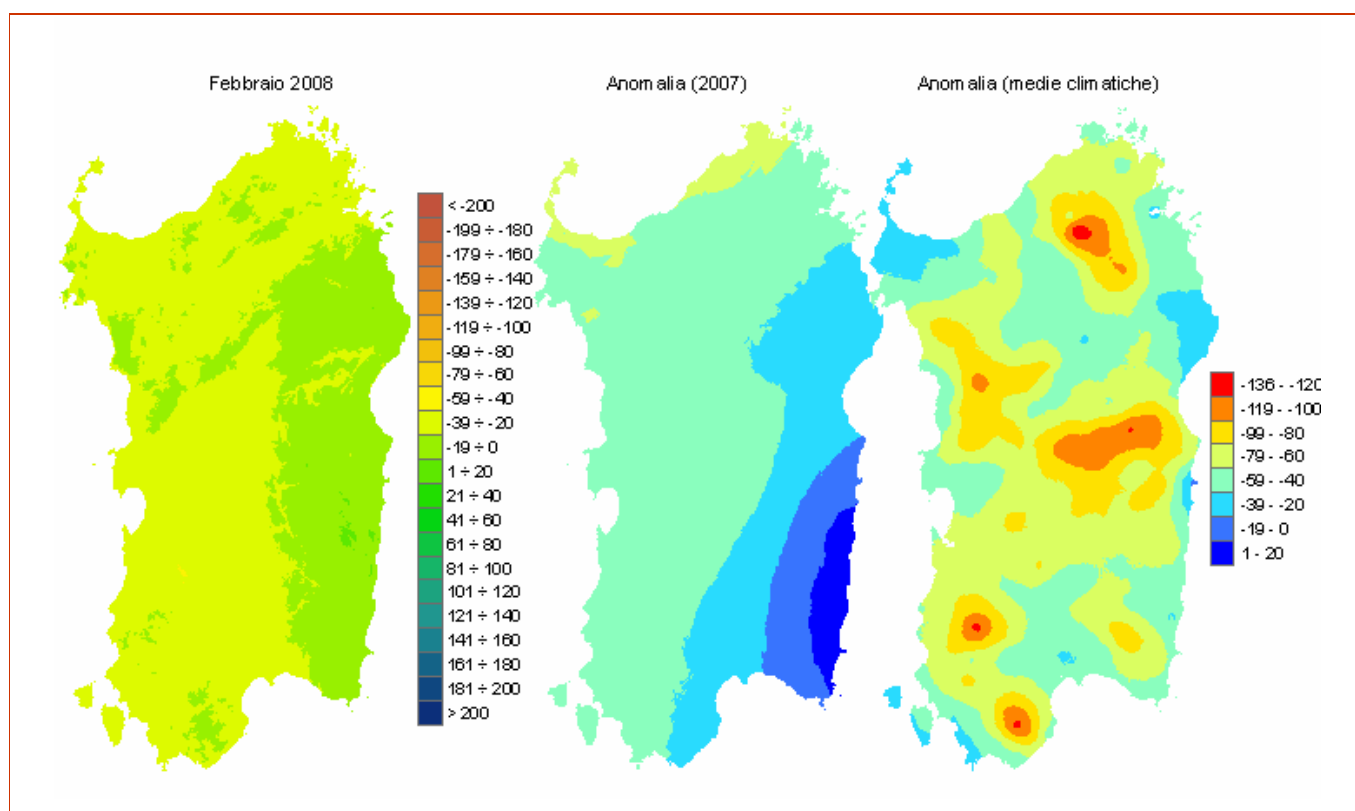 Febbraio 2008
Anomalia (2007)
Anomalia (medie climatiche)
< -200
-199 ÷ -180
-179 ÷ -160
-159 ÷ -140
-139 ÷ -120
-119 ÷ -100
-99 ÷ -80
-79 ÷ -60
-59 ÷ -40
-39 ÷ -20
-19 ÷ 0
1 ÷ 20
21 ÷ 40
41 ÷ 60
61 ÷ 80
81 ÷ 100
101 ÷ 120
121 ÷ 140
141 ÷ 160
161 ÷ 180
181 ÷ 200
> 200
-136 - -120
-119 - -100
-99 - -80
-79 - -60
-59 - -40
-39 - -20
-19 - 0
1 - 20